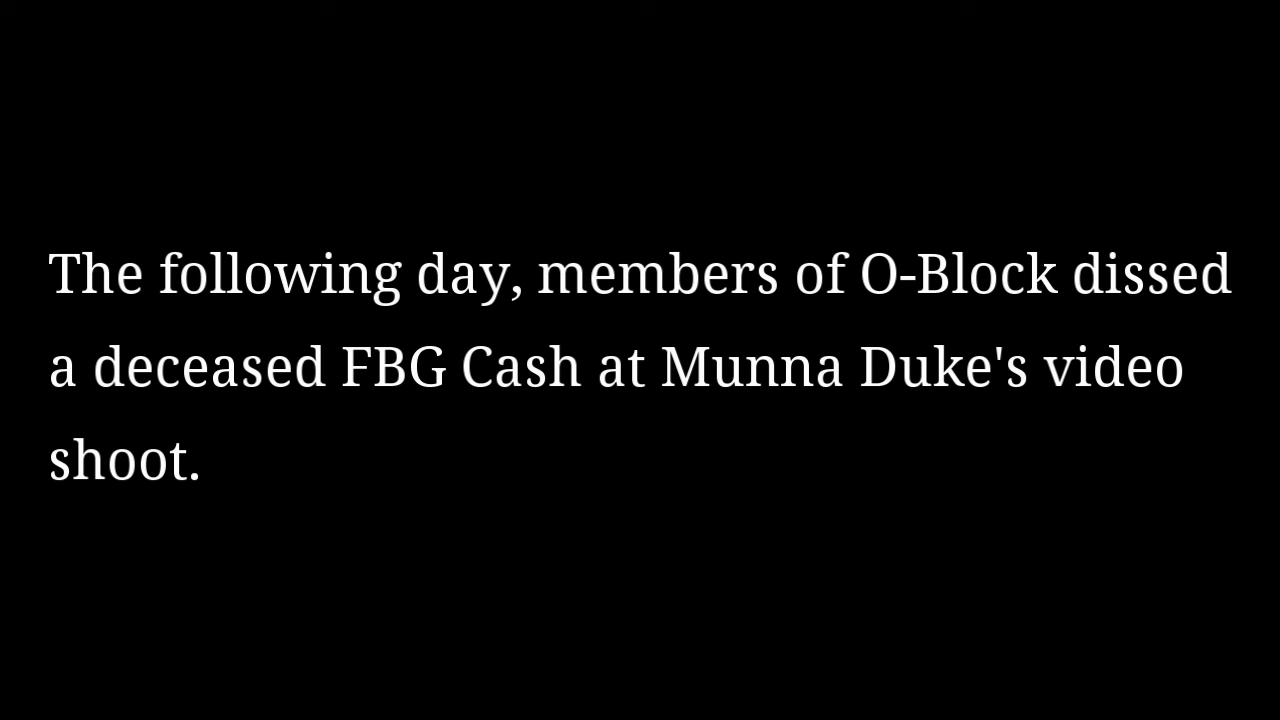 The following day, members of O-Block dissed
a deceased FBG Cash at Munna Duke's video
shoot.